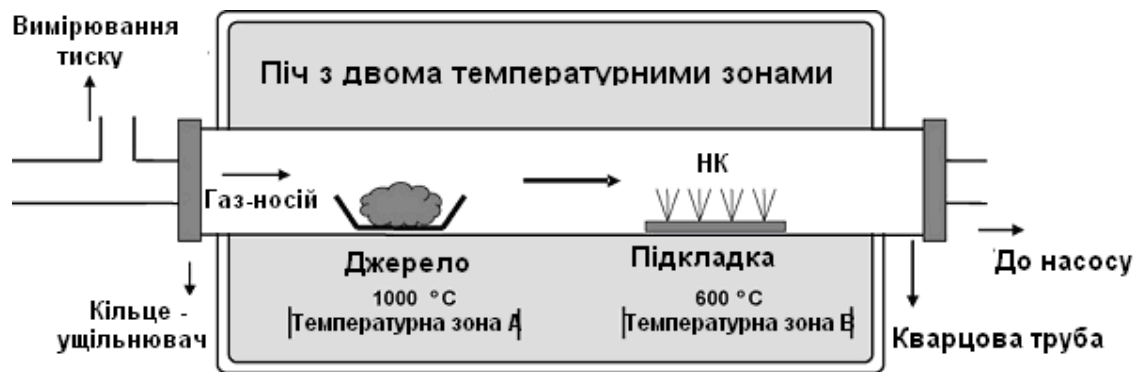 Вимірювання
тиску
Піч з двома температурними зонами
Газ-носій
НК
Джерело
1000 °C
Температурна зона А
Підкладка
600 °C
Температурна зона В
До насосу
Кільце -
ущільнювач
Кварцова труба